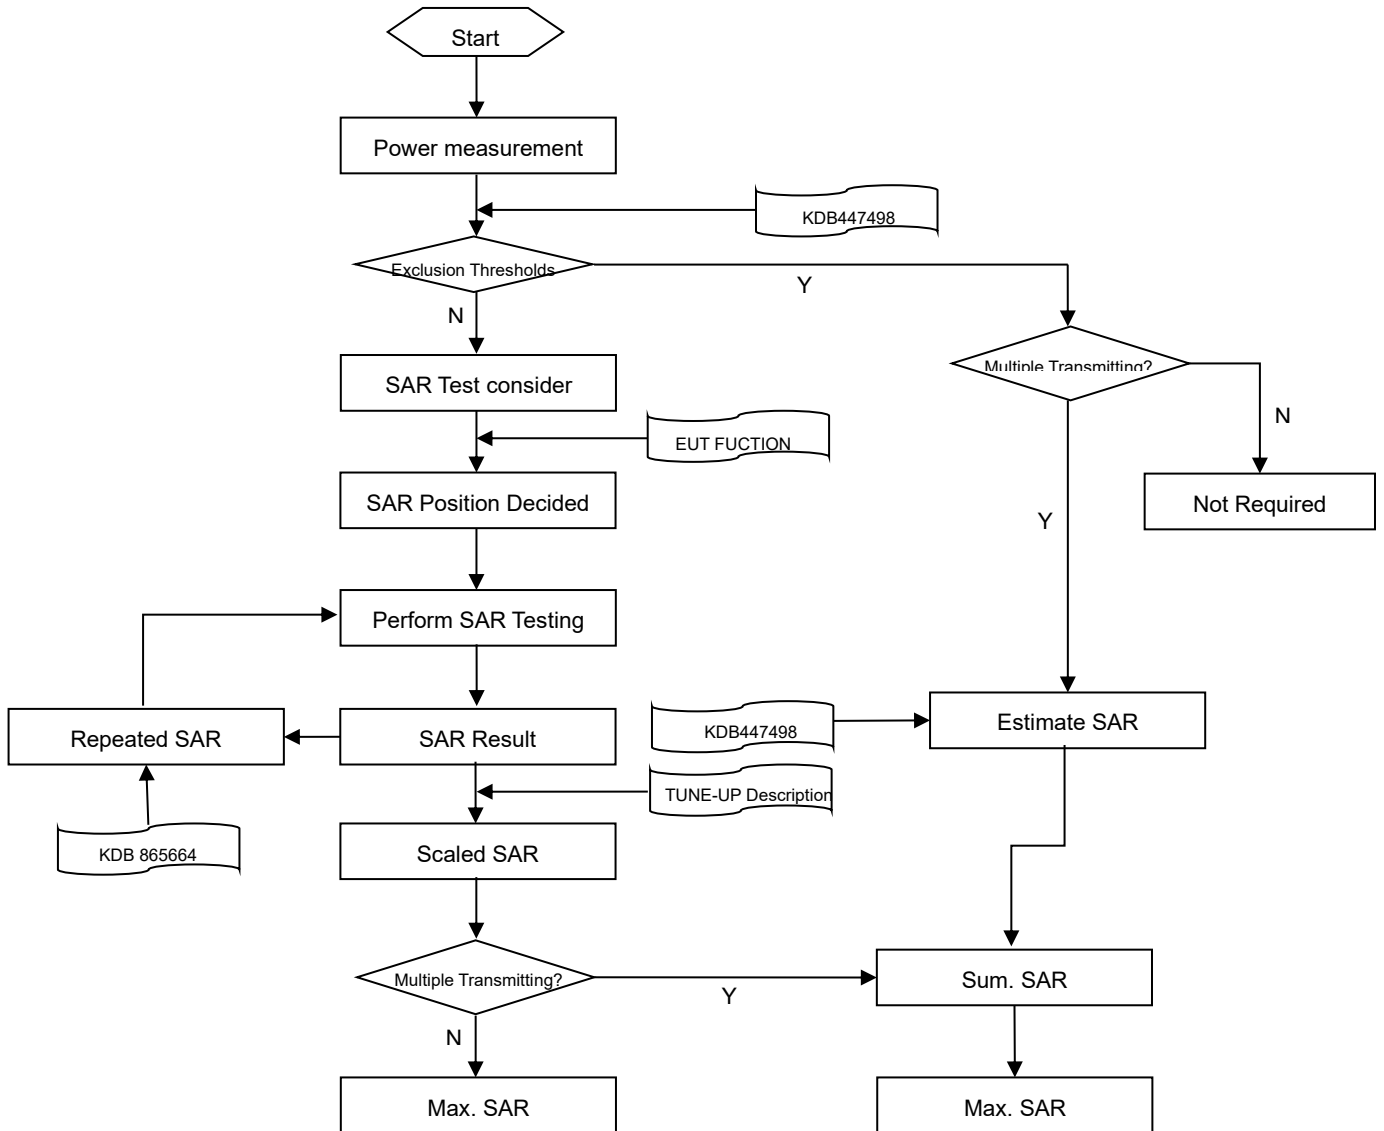 Start
Power measurement
KDB447498
Exclusion Thresholds
Y
N
Multiple Transmitting?
SAR Test consider
N
EUT FUCTION
SAR Position Decided
Not Required
Y
Perform SAR Testing
Repeated SAR
SAR Result
KDB447498
Estimate SAR
TUNE-UP Description
KDB 865664
Scaled SAR
Multiple Transmitting?
Y
Sum. SAR
N
Max. SAR
Max. SAR